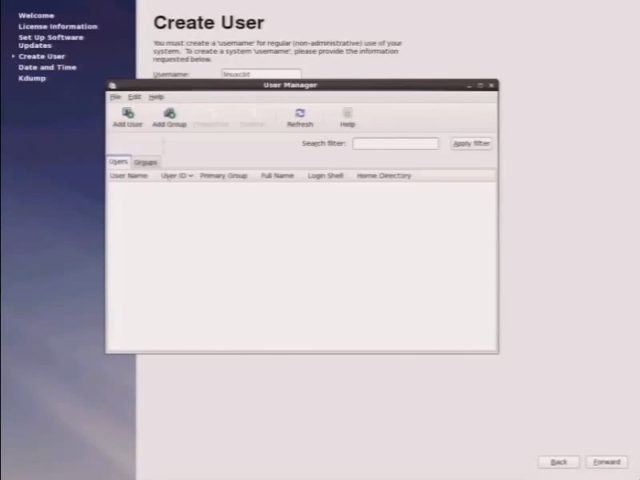 Welcome
License Information
Set Up Software
Updates
Create User
Date and Time
Kdump
Create User
You must create a 'username' for regular (non-administrative) use of your
system. To create a system 'username', please provide the information
requested below.
Username: linuxcbt
User Manager
File Edit Help
Add User Add Group Properties Delete Refresh Help
Search filter: Apply filter
Users Groups
User Name User ID Primary Group Full Name Login Shell Home Directory
Back Forward